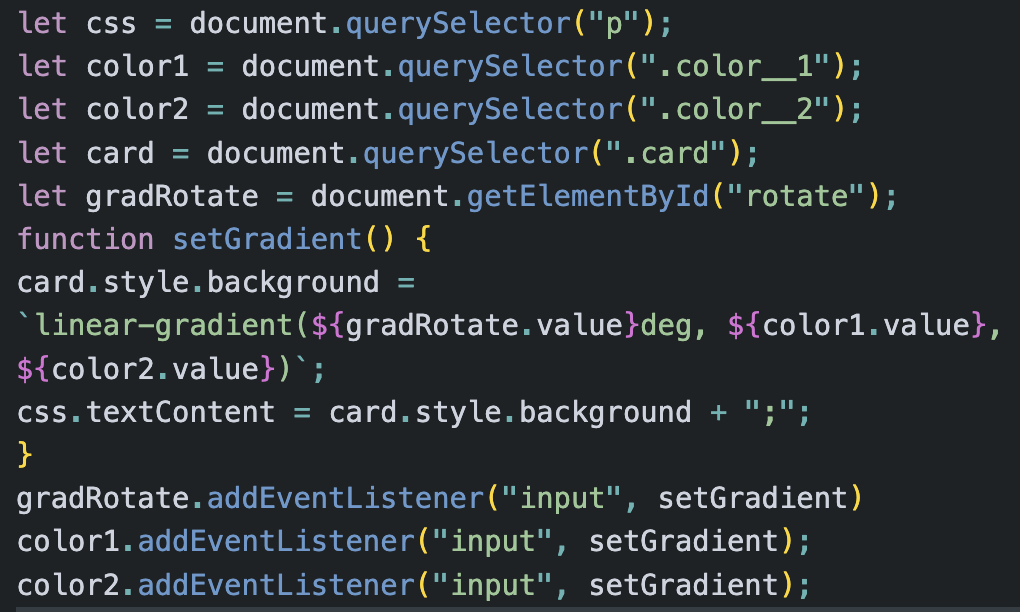 let css = document.querySelector("p");
let color1 = document.querySelector(".color__1");
let color2 = document.querySelector(".color__2");
let card = document.querySelector(".card");
let gradRotate = document.getElementById("rotate");
function setGradient() {
card.style.background =
`linear-gradient(${gradRotate.value}deg, ${color1.value},
${color2.value})`;
css.textContent = card.style.background + ";";
}
gradRotate.addEventListener("input", setGradient)
color1.addEventListener("input", setGradient);
color2.addEventListener("input", setGradient);